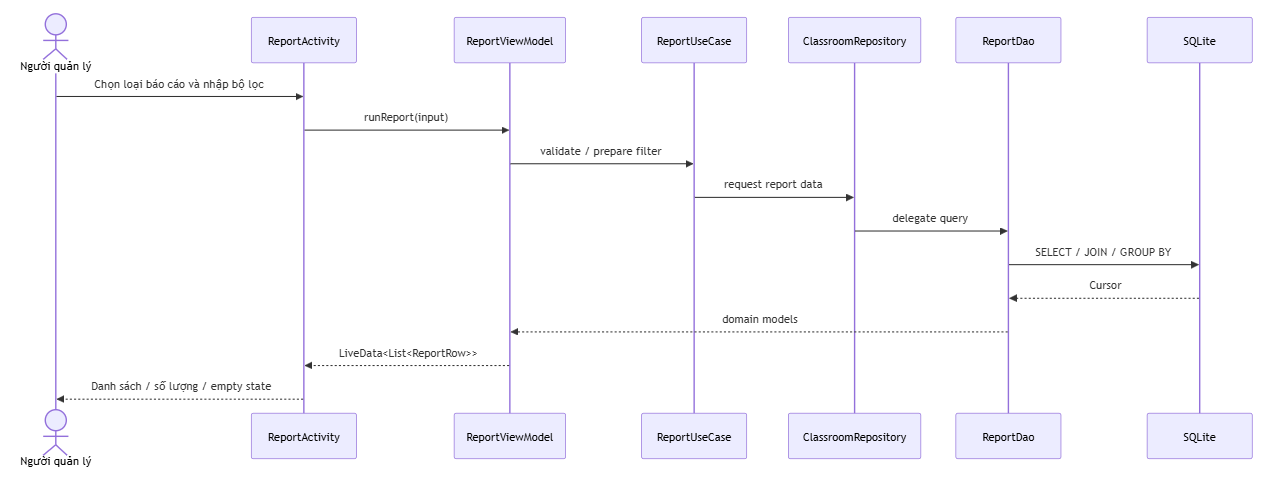 Người quản lý
ReportActivity
ReportViewModel
ReportUseCase
ClassroomRepository
ReportDao
SQLite
Chọn loại báo cáo và nhập bộ lọc
runReport(input)
validate / prepare filter
request report data
delegate query
SELECT / JOIN / GROUP BY
Cursor
domain models
LiveData<List<ReportRow>>
Danh sách / số lượng / empty state
Người quản lý
ReportActivity
ReportViewModel
ReportUseCase
ClassroomRepository
ReportDao
SQLite